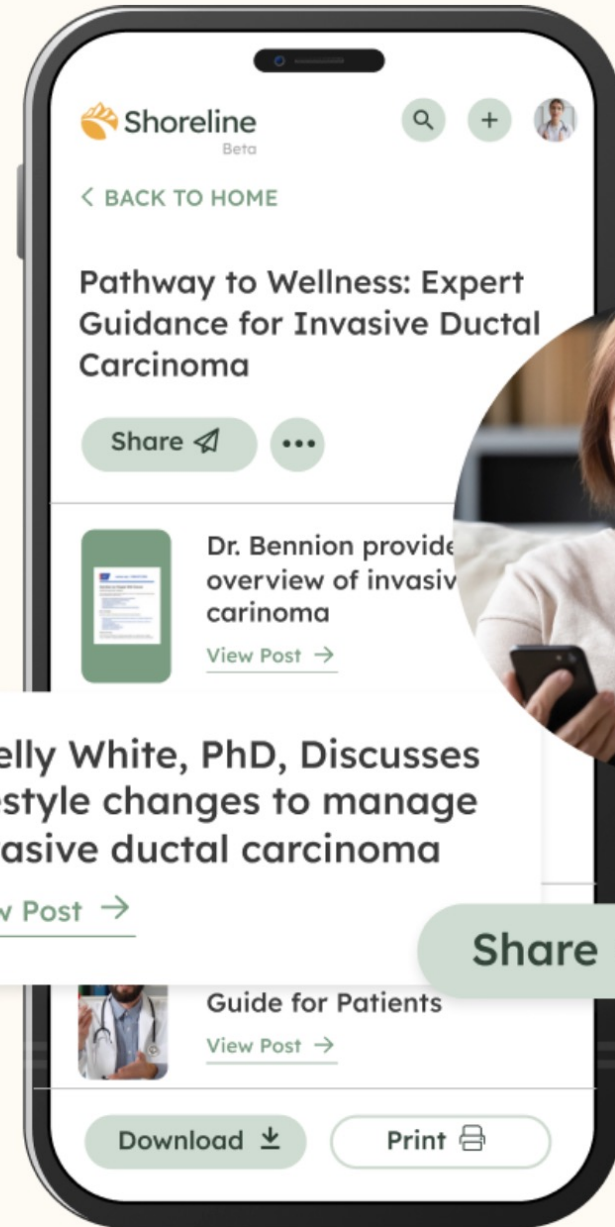 Shoreline
Beta
< BACK TO HOME
Pathway to Wellness: Expert
Guidance for Invasive Ductal
Carcinoma
Share
Dr. Bennion provide
overview of invasiv
carinoma
View Post →
elly White, PhD, Discusses
estyle changes to manage
asive ductal carcinoma
w Post →
Share
Guide for Patients
View Post →
Download
Print